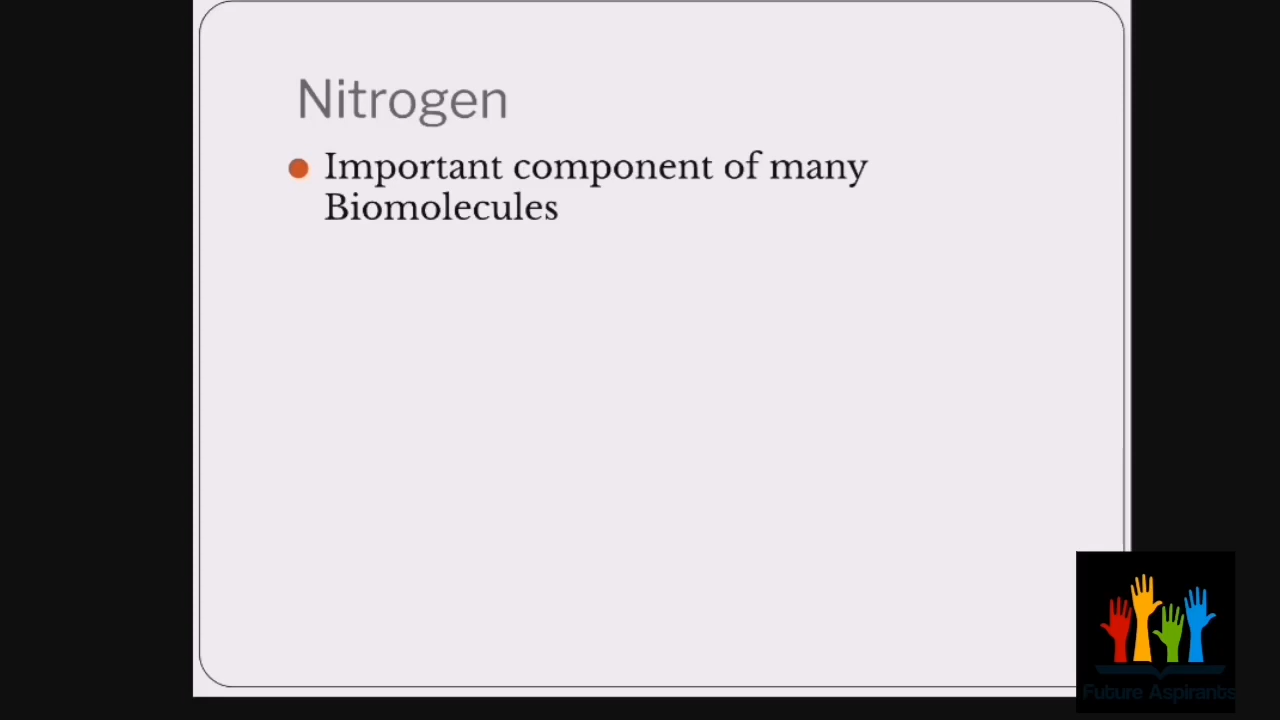 Nitrogen
Important component of many
Biomolecules
Future Aspirants